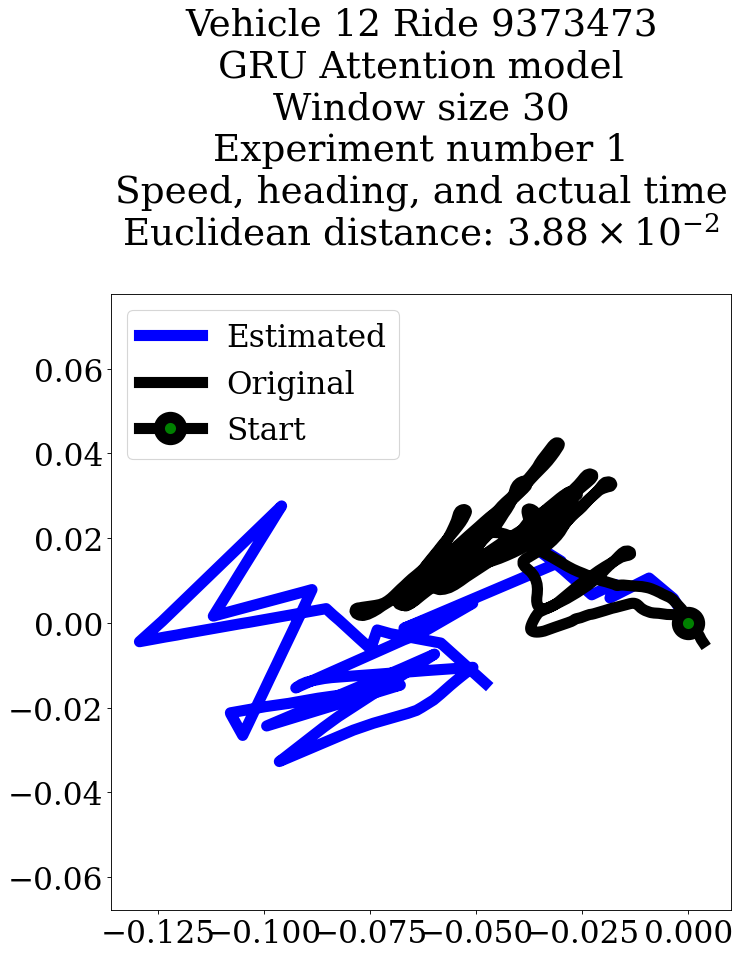 Vehicle 12 Ride 9373473
GRU Attention model
Window size 30
Experiment number 1
Speed, heading, and actual time
Euclidean distance: 3.88 × 10⁻²
Estimated
Original
Start
0.06
0.04
0.02
0.00
−0.02
−0.04
−0.06
−0.125 −0.100 −0.075 −0.050 −0.025 0.000